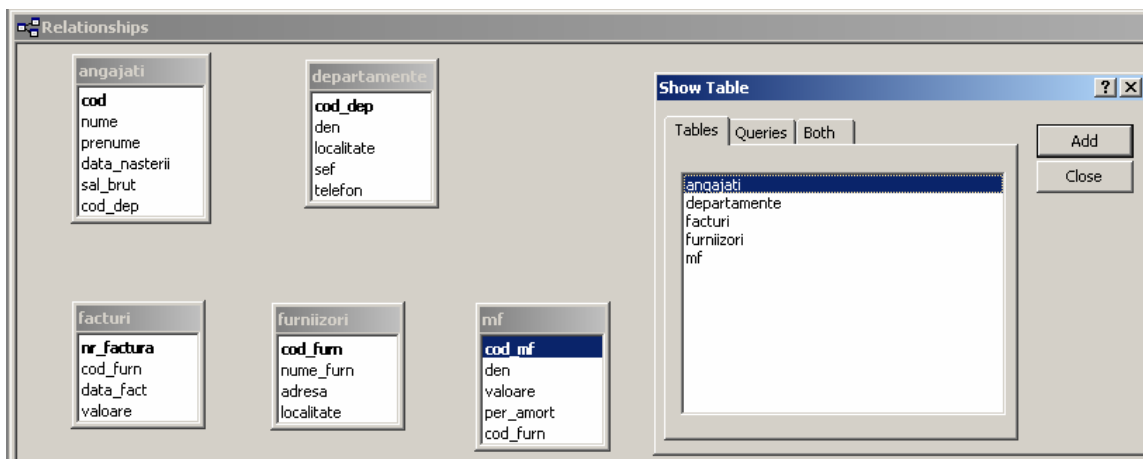 Relationships
angajati
cod
nume
prenume
data_nasterii
sal_brut
cod_dep
departamente
cod_dep
den
localitate
sef
telefon
Show Table
Tables Queries Both
angajati
departamente
facturi
furniizori
mf
Add
Close
facturi
nr_factura
cod_furn
data_fact
valoare
furniizori
cod_furn
nume_furn
adresa
localitate
mf
cod_mf
den
valoare
per_amort
cod_furn